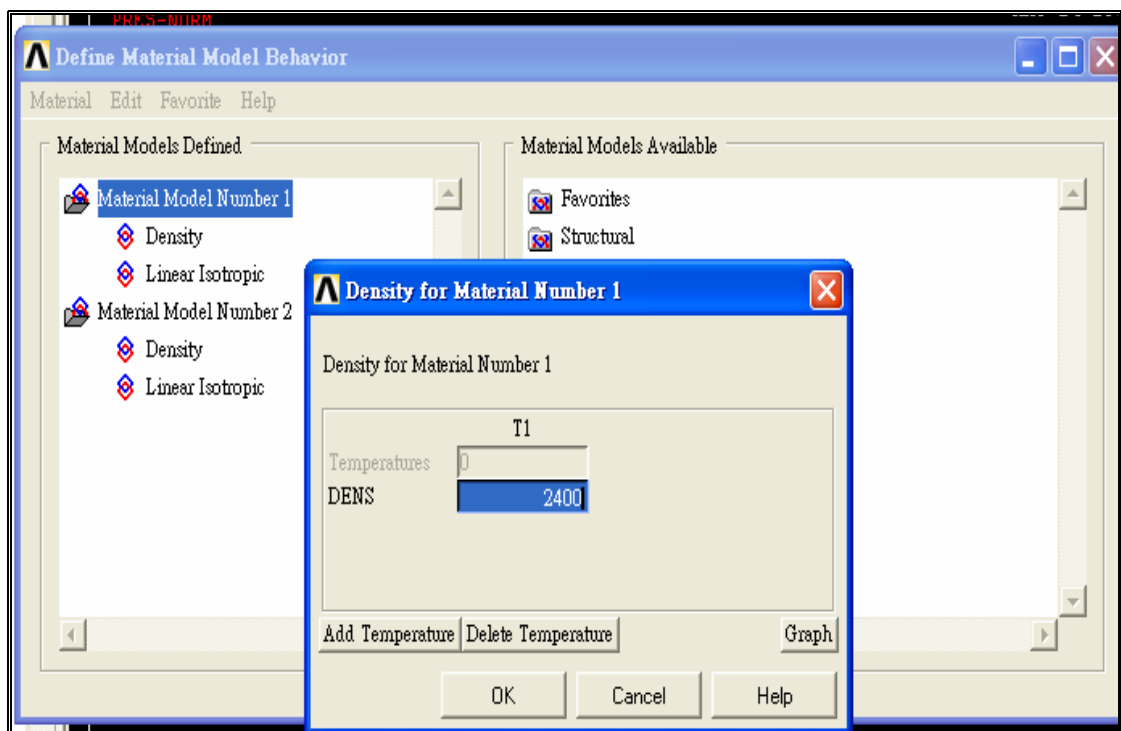 PRES-NORM
Define Material Model Behavior
Material Edit Favorite Help
Material Models Defined
Material Model Number 1
Density
Linear Isotropic
Material Model Number 2
Density
Linear Isotropic
Material Models Available
Favorites
Structural
Density for Material Number 1
Density for Material Number 1
T1
Temperatures 0
DENS 2400
Add Temperature Delete Temperature Graph
OK Cancel Help